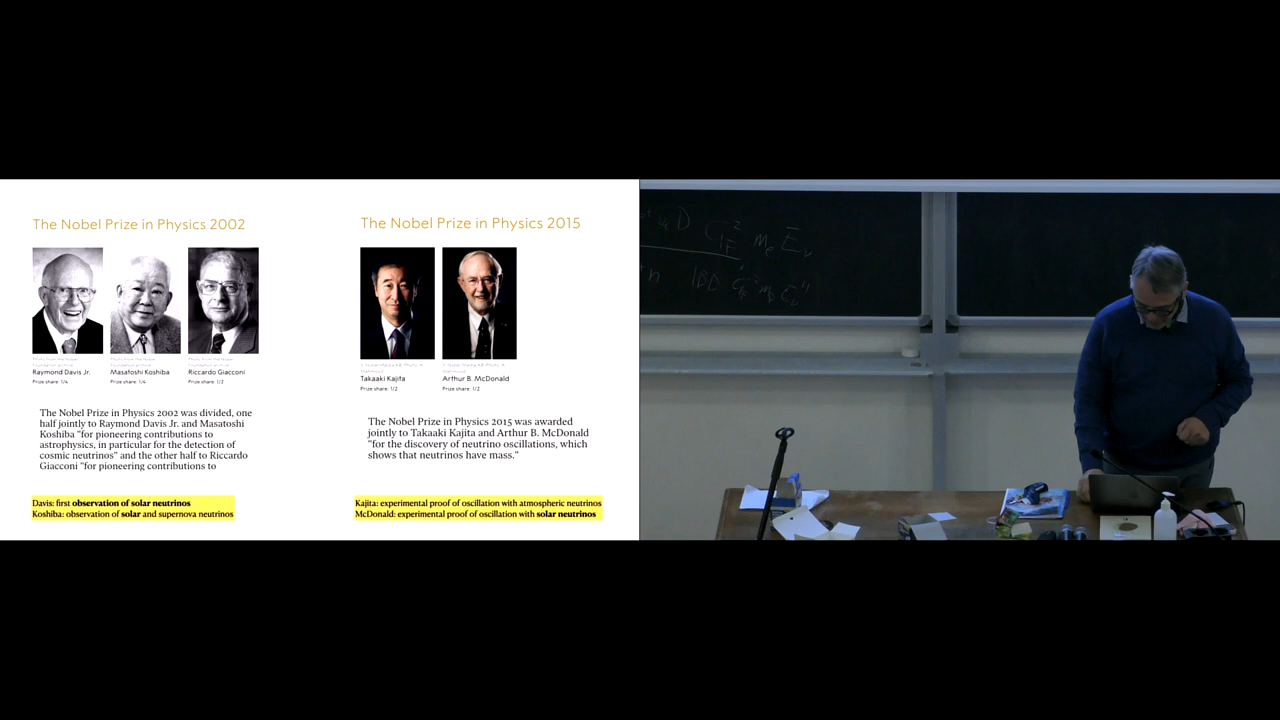 The Nobel Prize in Physics 2002
Raymond Davis Jr.
Prize share: 1/4
Masatoshi Koshiba
Prize share: 1/4
Riccardo Giacconi
Prize share: 1/2
The Nobel Prize in Physics 2002 was divided, one
half jointly to Raymond Davis Jr. and Masatoshi
Koshiba "for pioneering contributions to
astrophysics, in particular for the detection of
cosmic neutrinos" and the other half to Riccardo
Giacconi "for pioneering contributions to
Davis: first observation of solar neutrinos
Koshiba: observation of solar and supernova neutrinos
The Nobel Prize in Physics 2015
Takaaki Kajita
Prize share: 1/2
Arthur B. McDonald
Prize share: 1/2
The Nobel Prize in Physics 2015 was awarded
jointly to Takaaki Kajita and Arthur B. McDonald
"for the discovery of neutrino oscillations, which
shows that neutrinos have mass."
Kajita: experimental proof of oscillation with atmospheric neutrinos
McDonald: experimental proof of oscillation with solar neutrinos